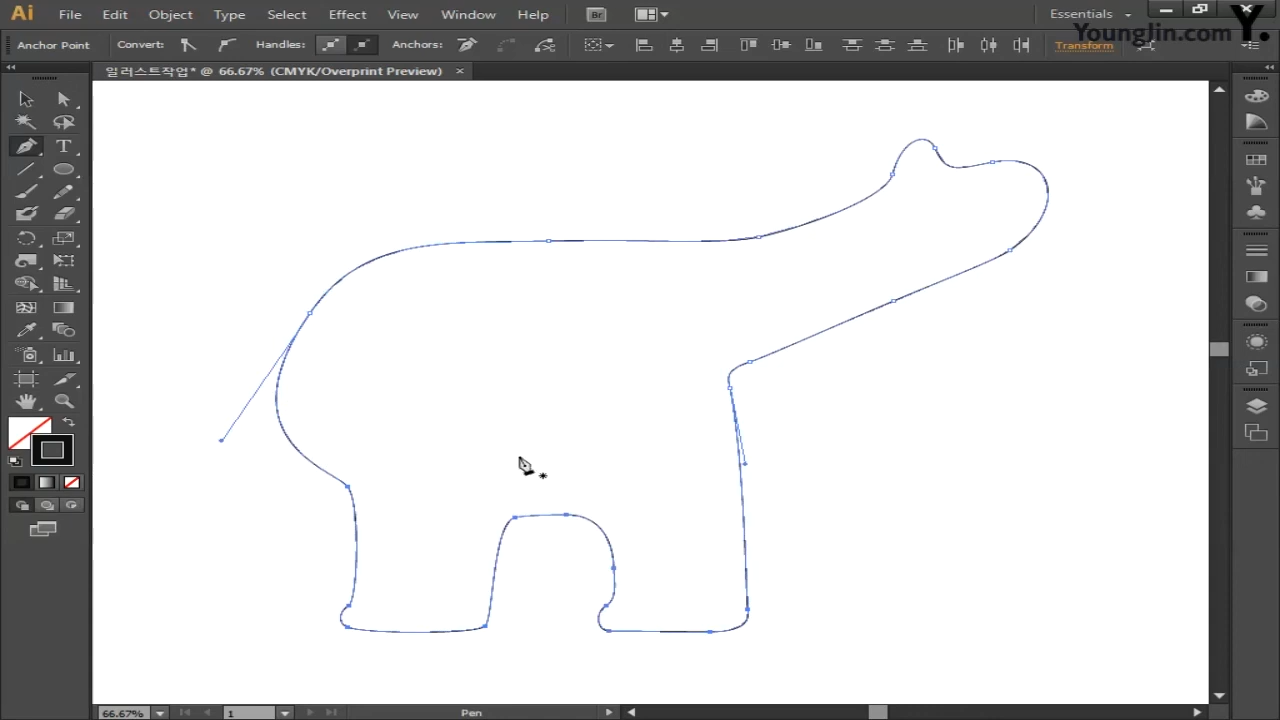 Ai File Edit Object Type Select Effect View Window Help Br Essentials
Younglin.com Y.
Anchor Point Convert: Handles: Anchors: Transform
일러스트작업* @ 66.67% (CMYK/Overprint Preview) ×
T
66.67% 1 Pen